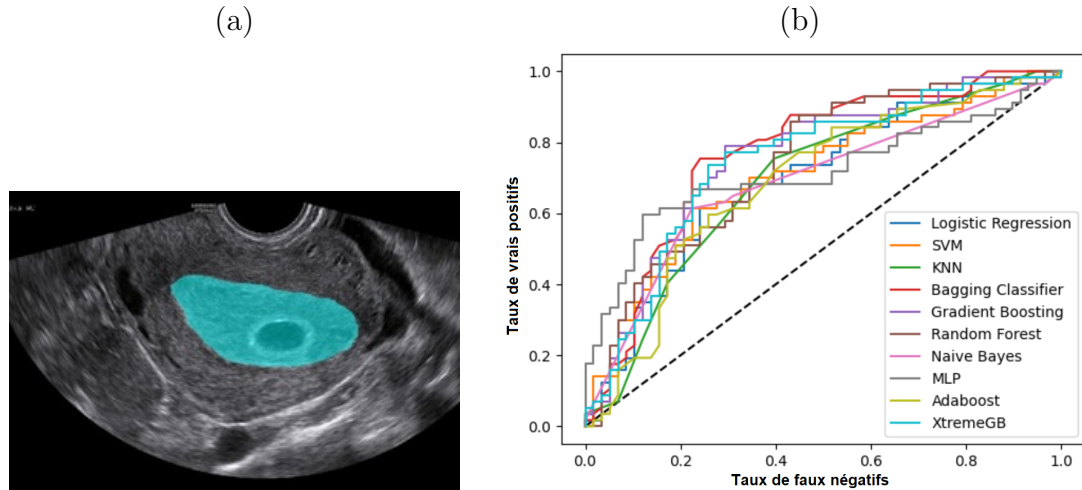 (a)
(b)
Taux de vrais positifs
1.0
0.8
0.6
0.4
0.2
0.0
Logistic Regression
SVM
KNN
Bagging Classifier
Gradient Boosting
Random Forest
Naive Bayes
MLP
Adaboost
XtremeGB
0.0 0.2 0.4 0.6 0.8 1.0
Taux de faux négatifs